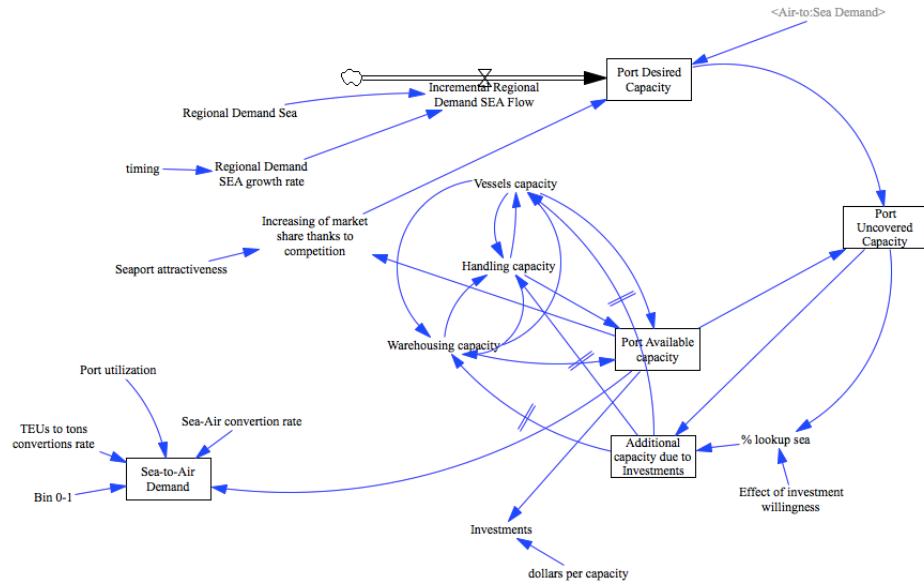 <Air-to:Sea Demand>
Port Desired
Capacity
Incremental Regional
Demand SEA Flow
Regional Demand Sea
timing
Regional Demand
SEA growth rate
Vessels capacity
Port
Uncovered
Capacity
Increasing of market
share thanks to
competition
Seaport attractiveness
Handling capacity
Warehousing capacity
Port Available
capacity
Port utilization
TEUs to tons
convertions rate
Sea-Air convertion rate
Sea-to-Air
Demand
Bin 0-1
Additional
capacity due to
Investments
% lookup sea
Effect of investment
willingness
Investments
dollars per capacity